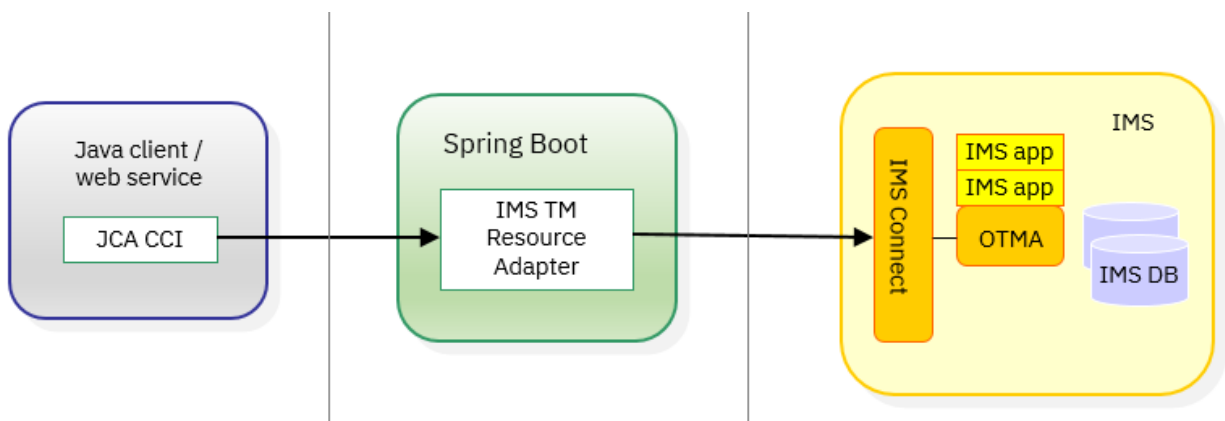 Java client /
web service
JCA CCI
Spring Boot
IMS TM
Resource
Adapter
IMS Connect
IMS app
IMS app
OTMA
IMS
IMS DB